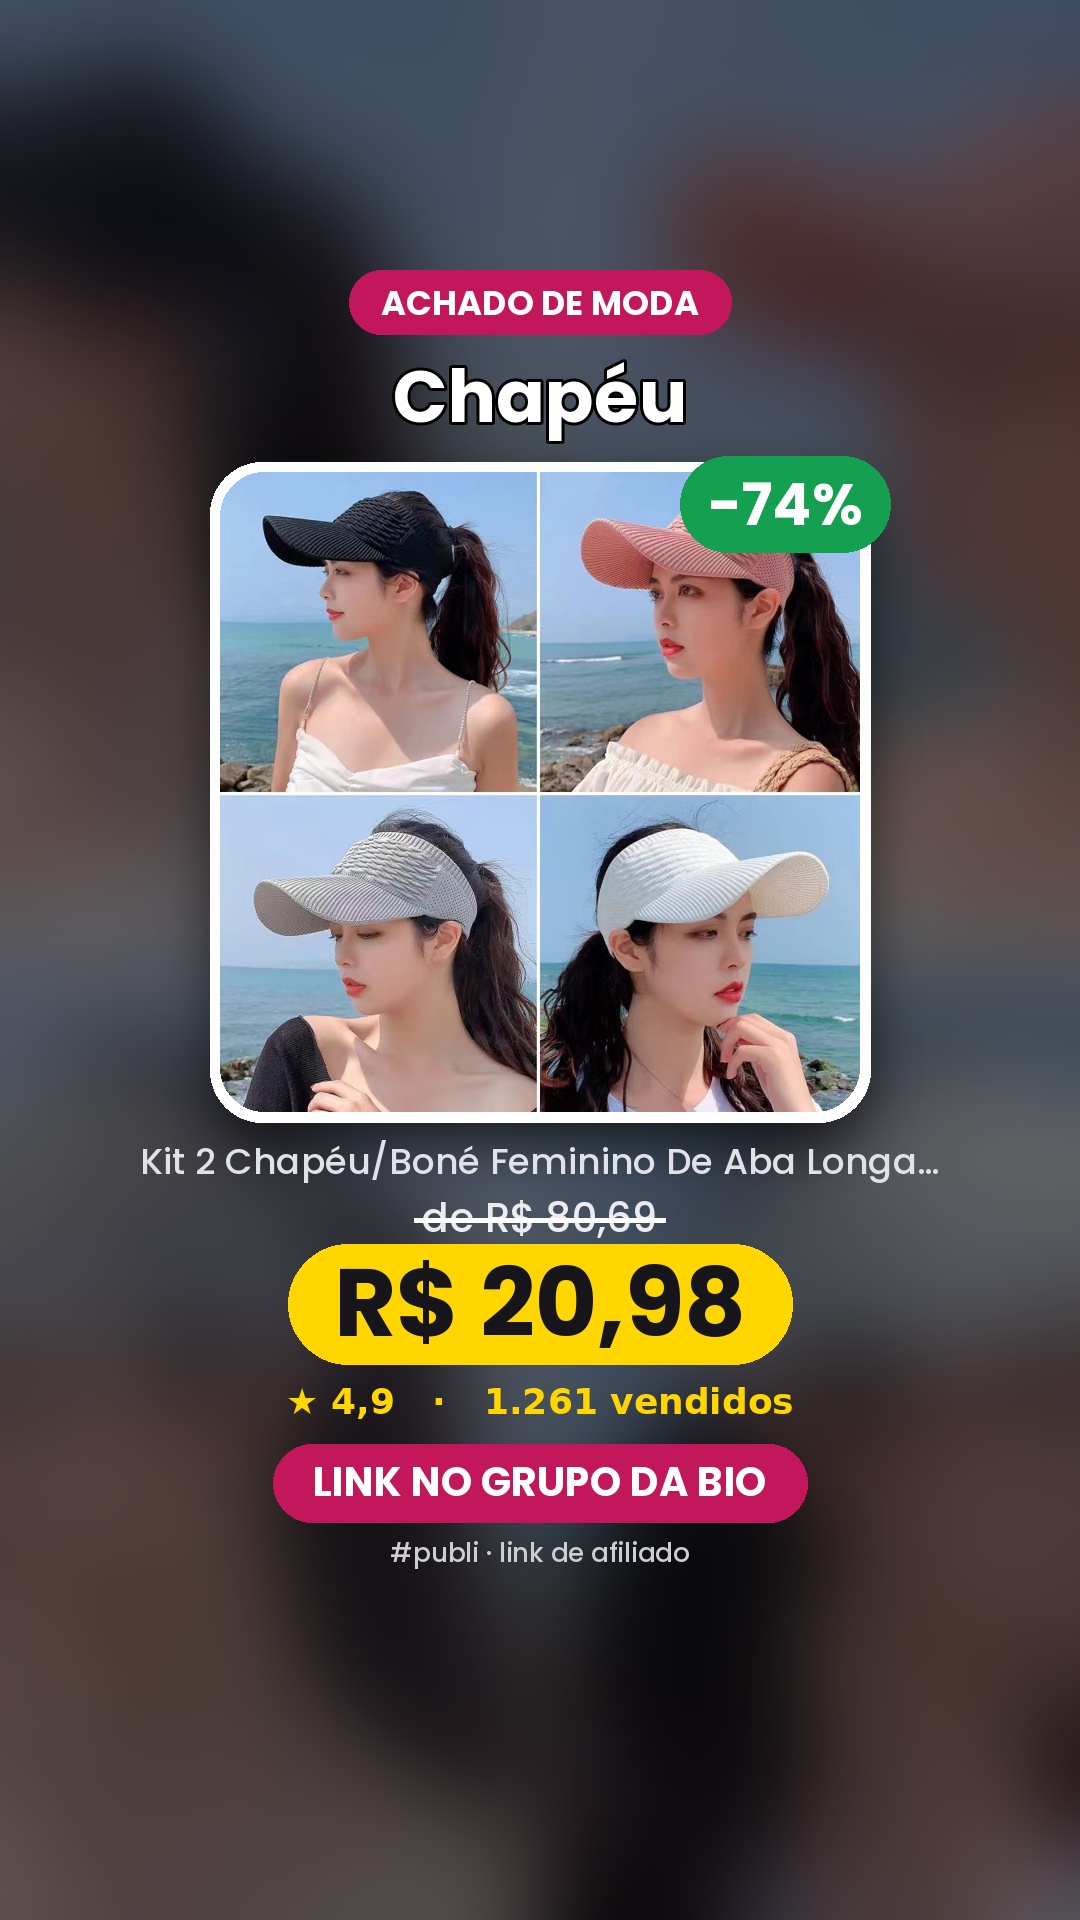 ACHADO DE MODA
Chapéu
-74%
Kit 2 Chapéu/Boné Feminino De Aba Longa...
de R$ 80,69
R$ 20,98
★ 4,9 · 1.261 vendidos
LINK NO GRUPO DA BIO
#publi · link de afiliado